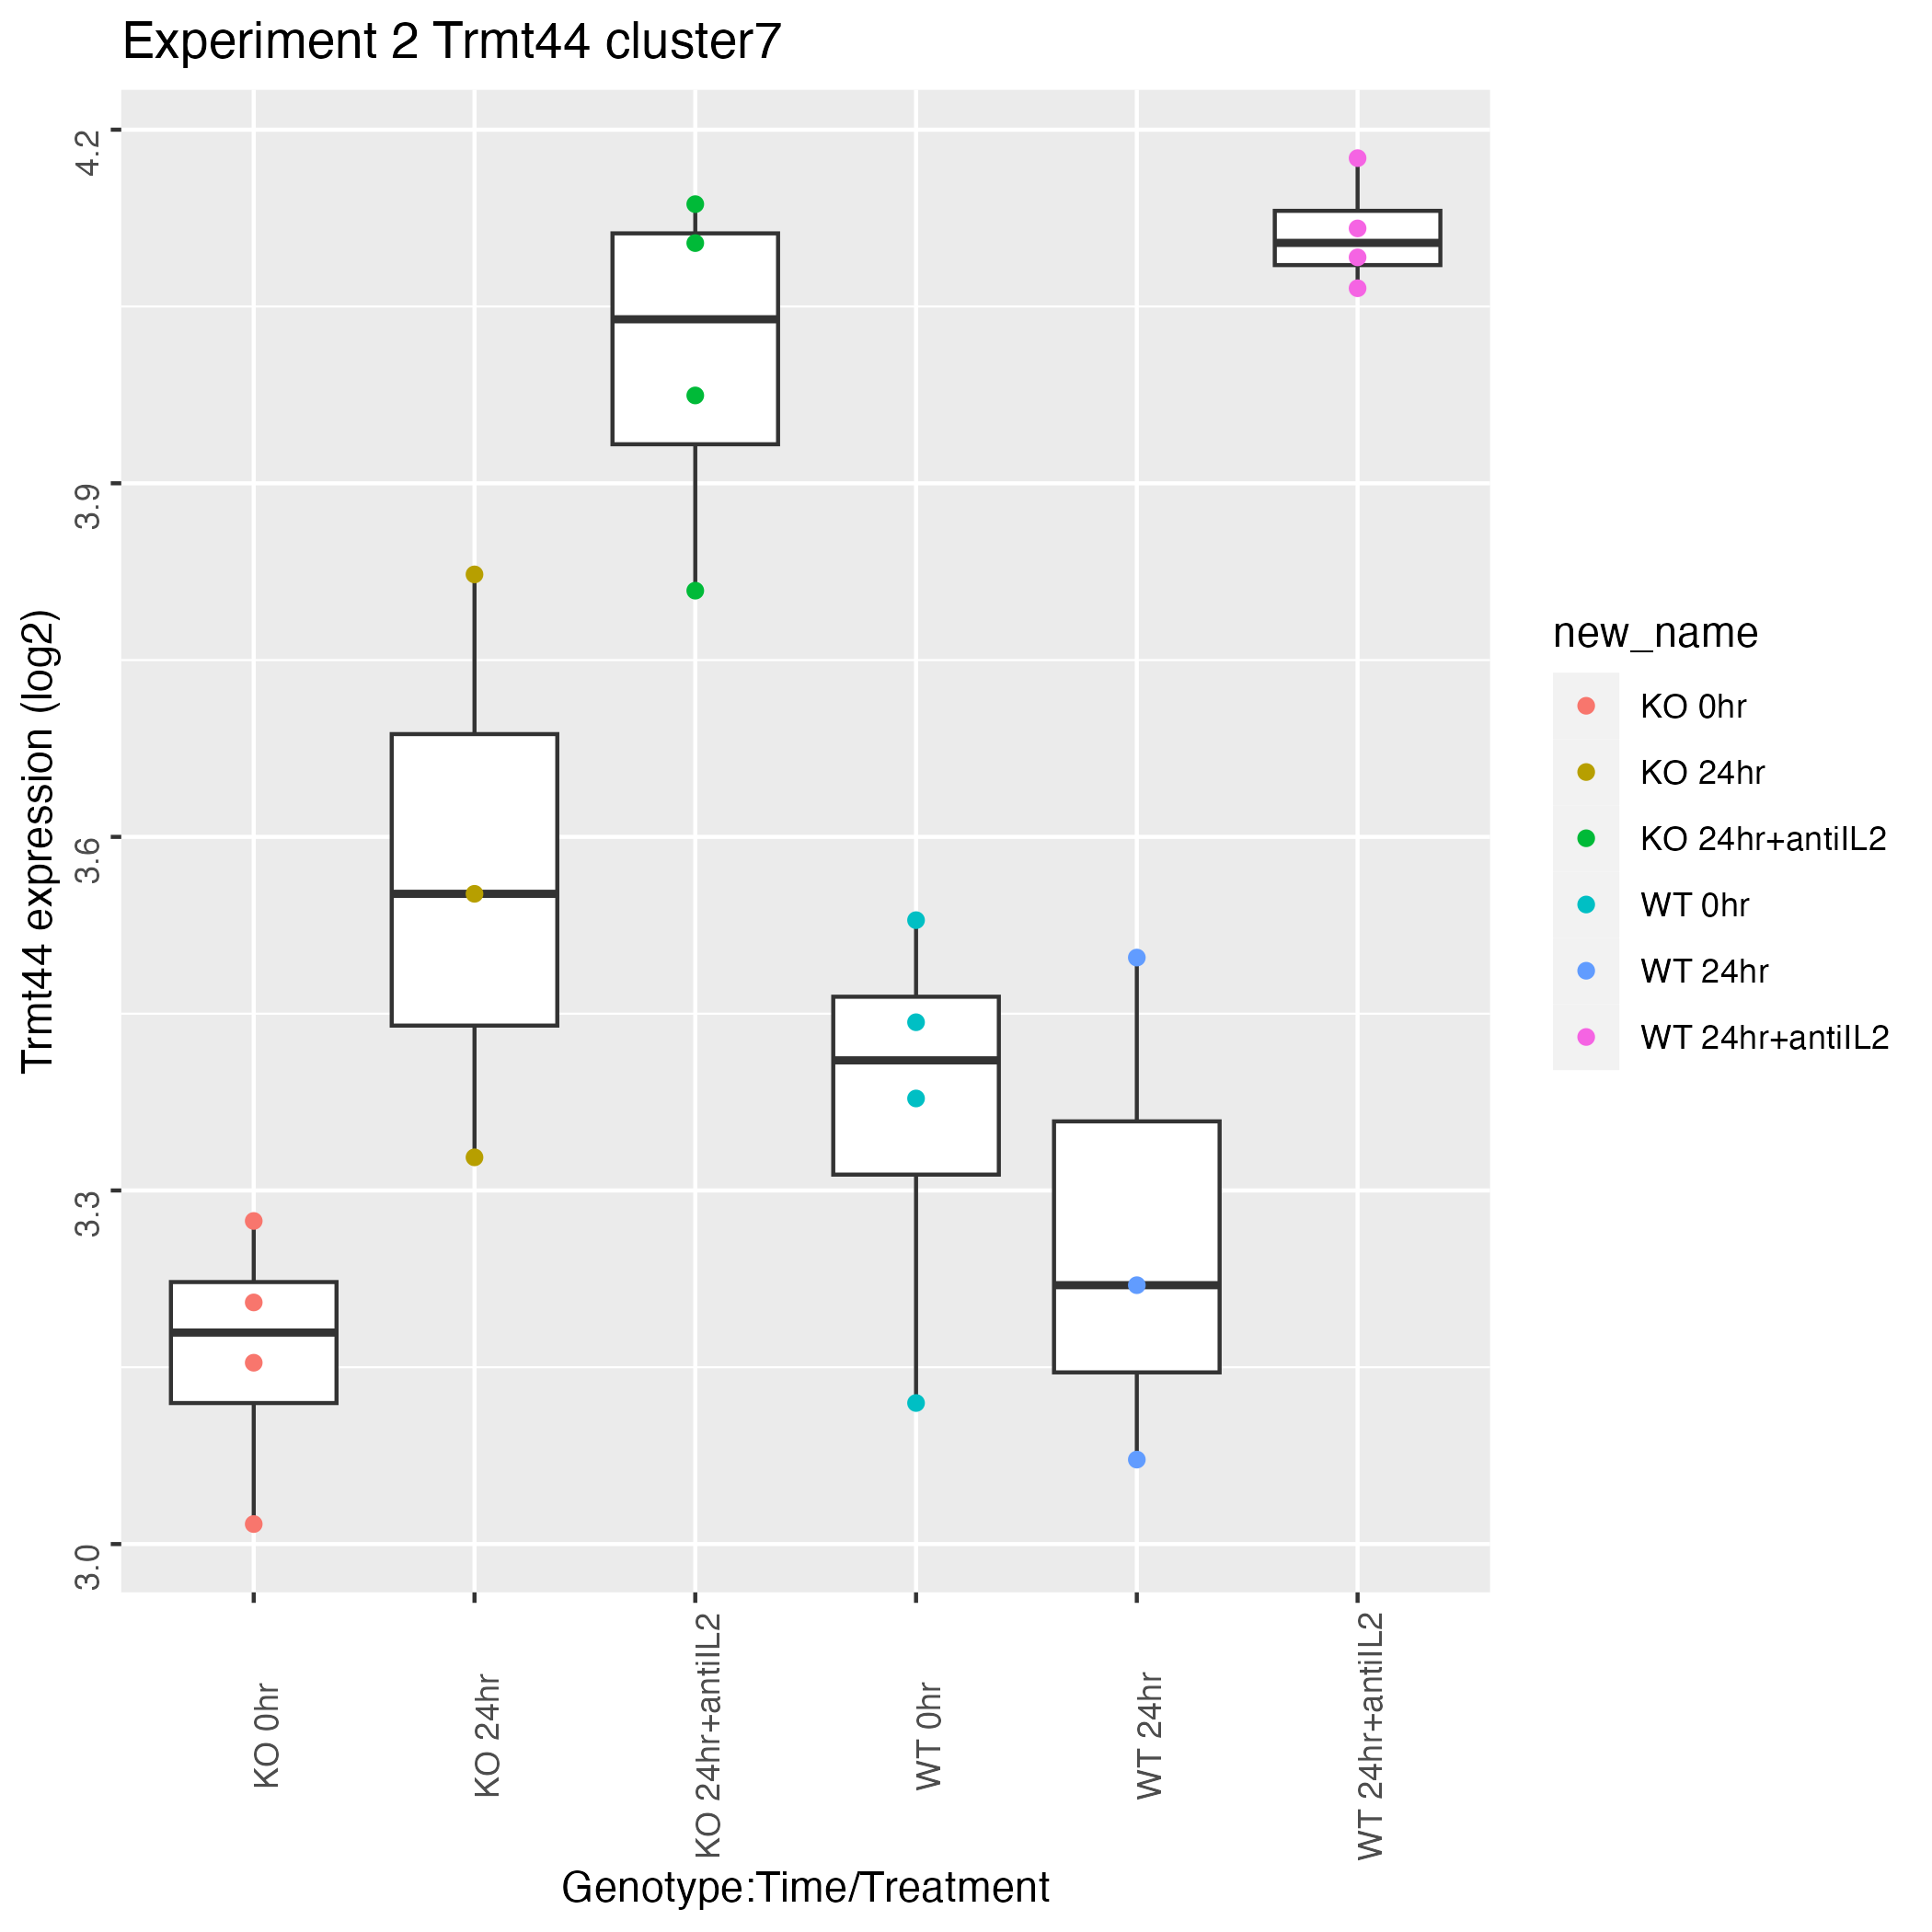 Experiment 2 Trmt44 cluster7
Trmt44 expression (log2)
4.2
3.9
3.6
3.3
3.0
KO 0hr
KO 24hr
KO 24hr+antiIL2
WT 0hr
WT 24hr
WT 24hr+antiIL2
Genotype:Time/Treatment
new_name
KO 0hr
KO 24hr
KO 24hr+antiIL2
WT 0hr
WT 24hr
WT 24hr+antiIL2